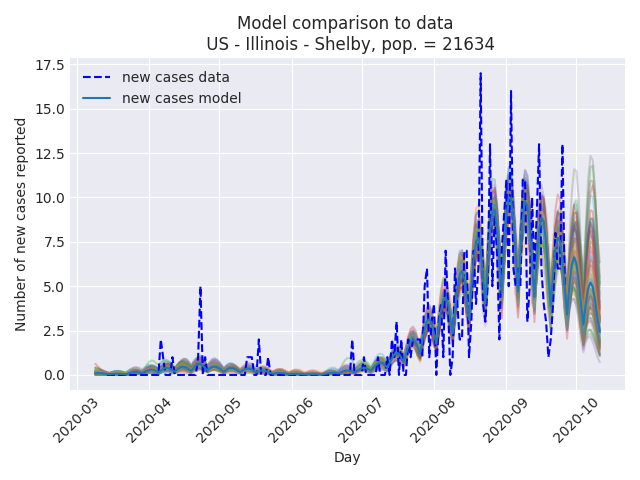 Model comparison to data
US - Illinois - Shelby, pop. = 21634
new cases data
new cases model
Number of new cases reported
17.5
15.0
12.5
10.0
7.5
5.0
2.5
0.0
2020-03
2020-04
2020-05
2020-06
2020-07
2020-08
2020-09
2020-10
Day